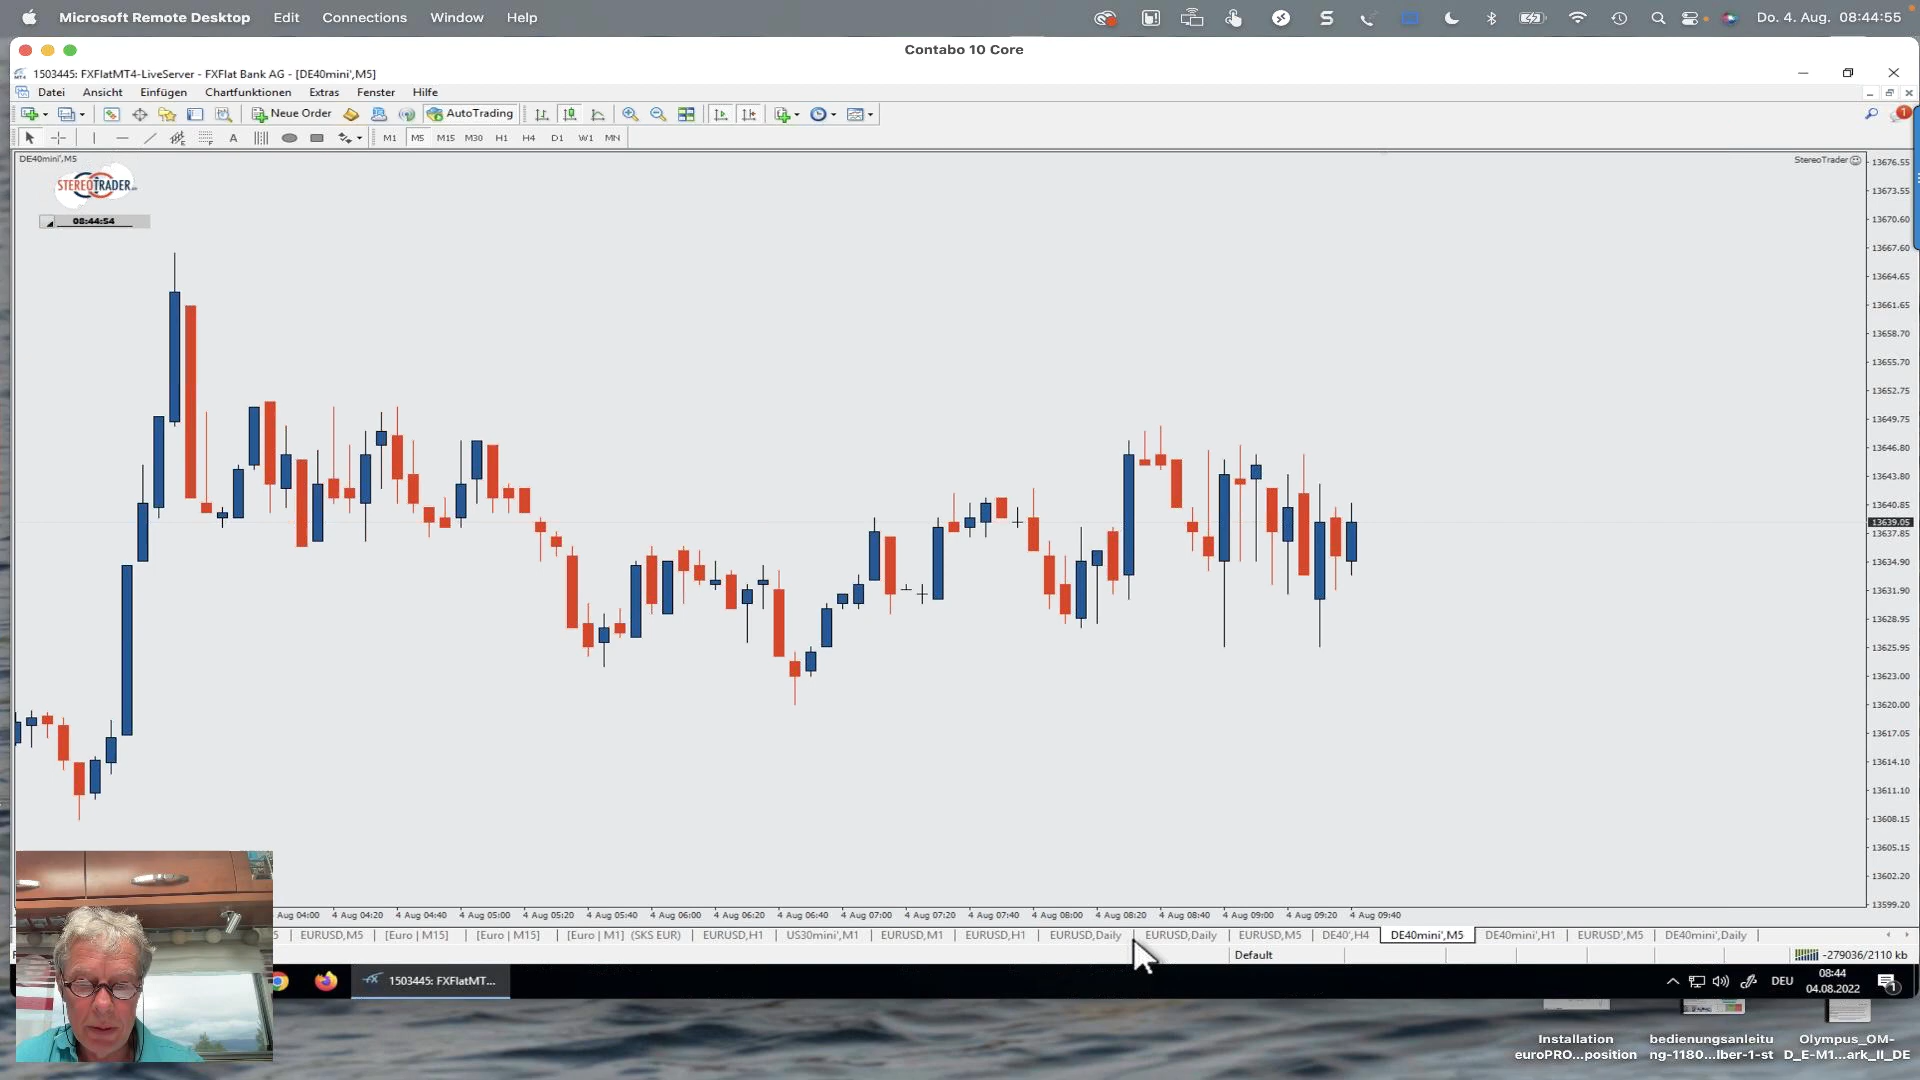 Microsoft Remote Desktop Edit Connections Window Help
Do. 4. Aug. 08:44:55
Contabo 10 Core
1503445: FXFlatMT4-LiveServer - FXFlat Bank AG - [DE40mini',M5]
Datei Ansicht Einfügen Chartfunktionen Extras Fenster Hilfe
Neue Order AutoTrading
A M1 M5 M15 M30 H1 H4 D1 W1 MN
DE40mini',M5
StereoTrader
STEREOTRADER
08:44:54
13676.55
13673.55
13670.60
13667.60
13664.65
13661.65
13658.70
13655.70
13652.75
13649.75
13646.80
13643.80
13640.85
13639.05
13637.85
13634.90
13631.90
13628.95
13625.95
13623.00
13620.00
13617.05
13614.10
13611.10
13608.15
13605.15
13602.20
13599.20
Aug 04:00 4 Aug 04:20 4 Aug 04:40 4 Aug 05:00 4 Aug 05:20 4 Aug 05:40 4 Aug 06:00 4 Aug 06:20 4 Aug 06:40 4 Aug 07:00 4 Aug 07:20 4 Aug 07:40 4 Aug 08:00 4 Aug 08:20 4 Aug 08:40 4 Aug 09:00 4 Aug 09:20 4 Aug 09:40
5 EURUSD,M5 [Euro | M15] [Euro | M15] [Euro | M1] (SKS EUR) EURUSD,H1 US30mini',M1 EURUSD,M1 EURUSD,H1 EURUSD,Daily EURUSD,Daily EURUSD,M5 DE40',H4 DE40mini',M5 DE40mini',H1 EURUSD',M5 DE40mini',Daily
Default
-279036/2110 kb
1503445: FXFlatMT...
DEU
08:44
04.08.2022
1
Installation
euroPRO...position
bedienungsanleitu
ng-1180...lber-1-st
Olympus_OM-
D_E-M1...ark_II_DE